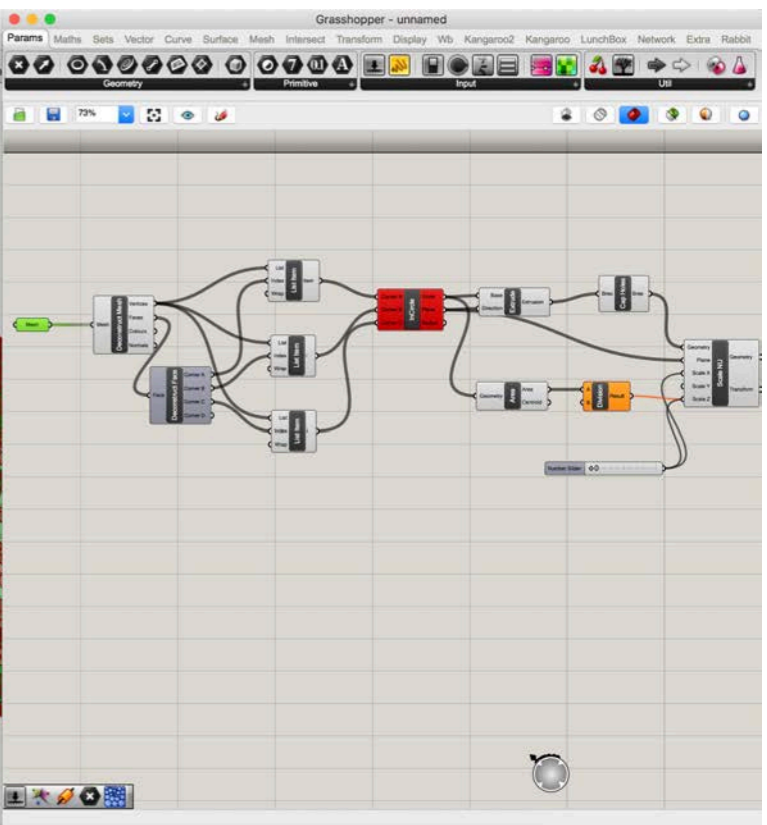 Grasshopper - unnamed
Params Maths Sets Vector Curve Surface Mesh Intersect Transform Display Wb Kangaroo2 Kangaroo LunchBox Network Extra Rabbit
Geometry Primitive Input Util
73%
Mesh
Mesh
Deconstruct Mesh
Vertices
Faces
Colours
Normals
Face
Deconstruct Face
Corner A
Corner B
Corner C
Corner D
List
Index
Wrap
List Item
Item
List
Index
Wrap
List Item
List
Index
Wrap
List Item
i
Corner A
Corner B
InCircle
Circle
Plane
Base
Direction
Extrude
Extrusion
Brep
Cap Holes
Brep
Geometry
Area
Area
Centroid
A
B
Division
Result
Geometry
Plane
Scale X
Scale Y
Scale Z
Scale NU
Geometry
Transform
Number Slider